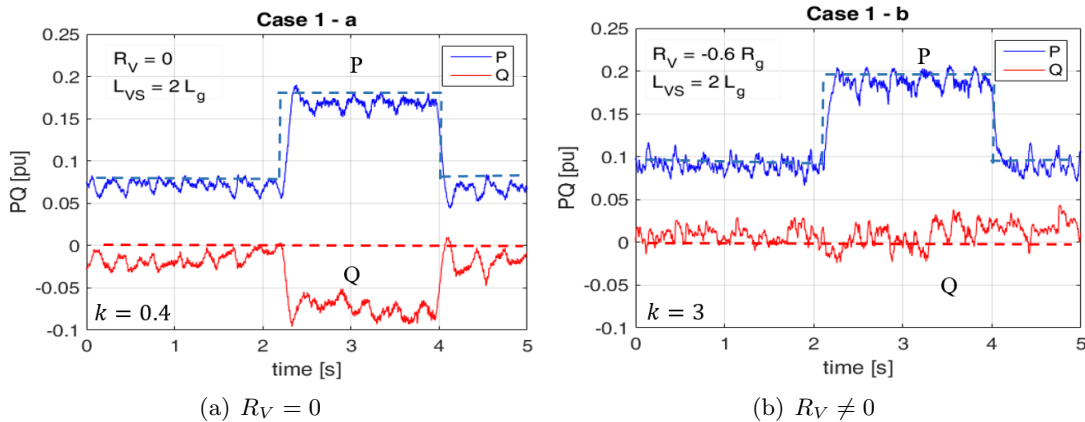 Case 1 - a
0.25
0.2
0.15
0.1
0.05
0
-0.05
-0.1
PQ [pu]
R_V = 0
L_VS = 2 L_g
P
P
Q
Q
k = 0.4
0 1 2 3 4 5
time [s]
(a) R_V = 0
Case 1 - b
0.25
0.2
0.15
0.1
0.05
0
-0.05
-0.1
PQ [pu]
R_V = -0.6 R_g
L_VS = 2 L_g
P
P
Q
Q
k = 3
0 1 2 3 4 5
time [s]
(b) R_V ≠ 0